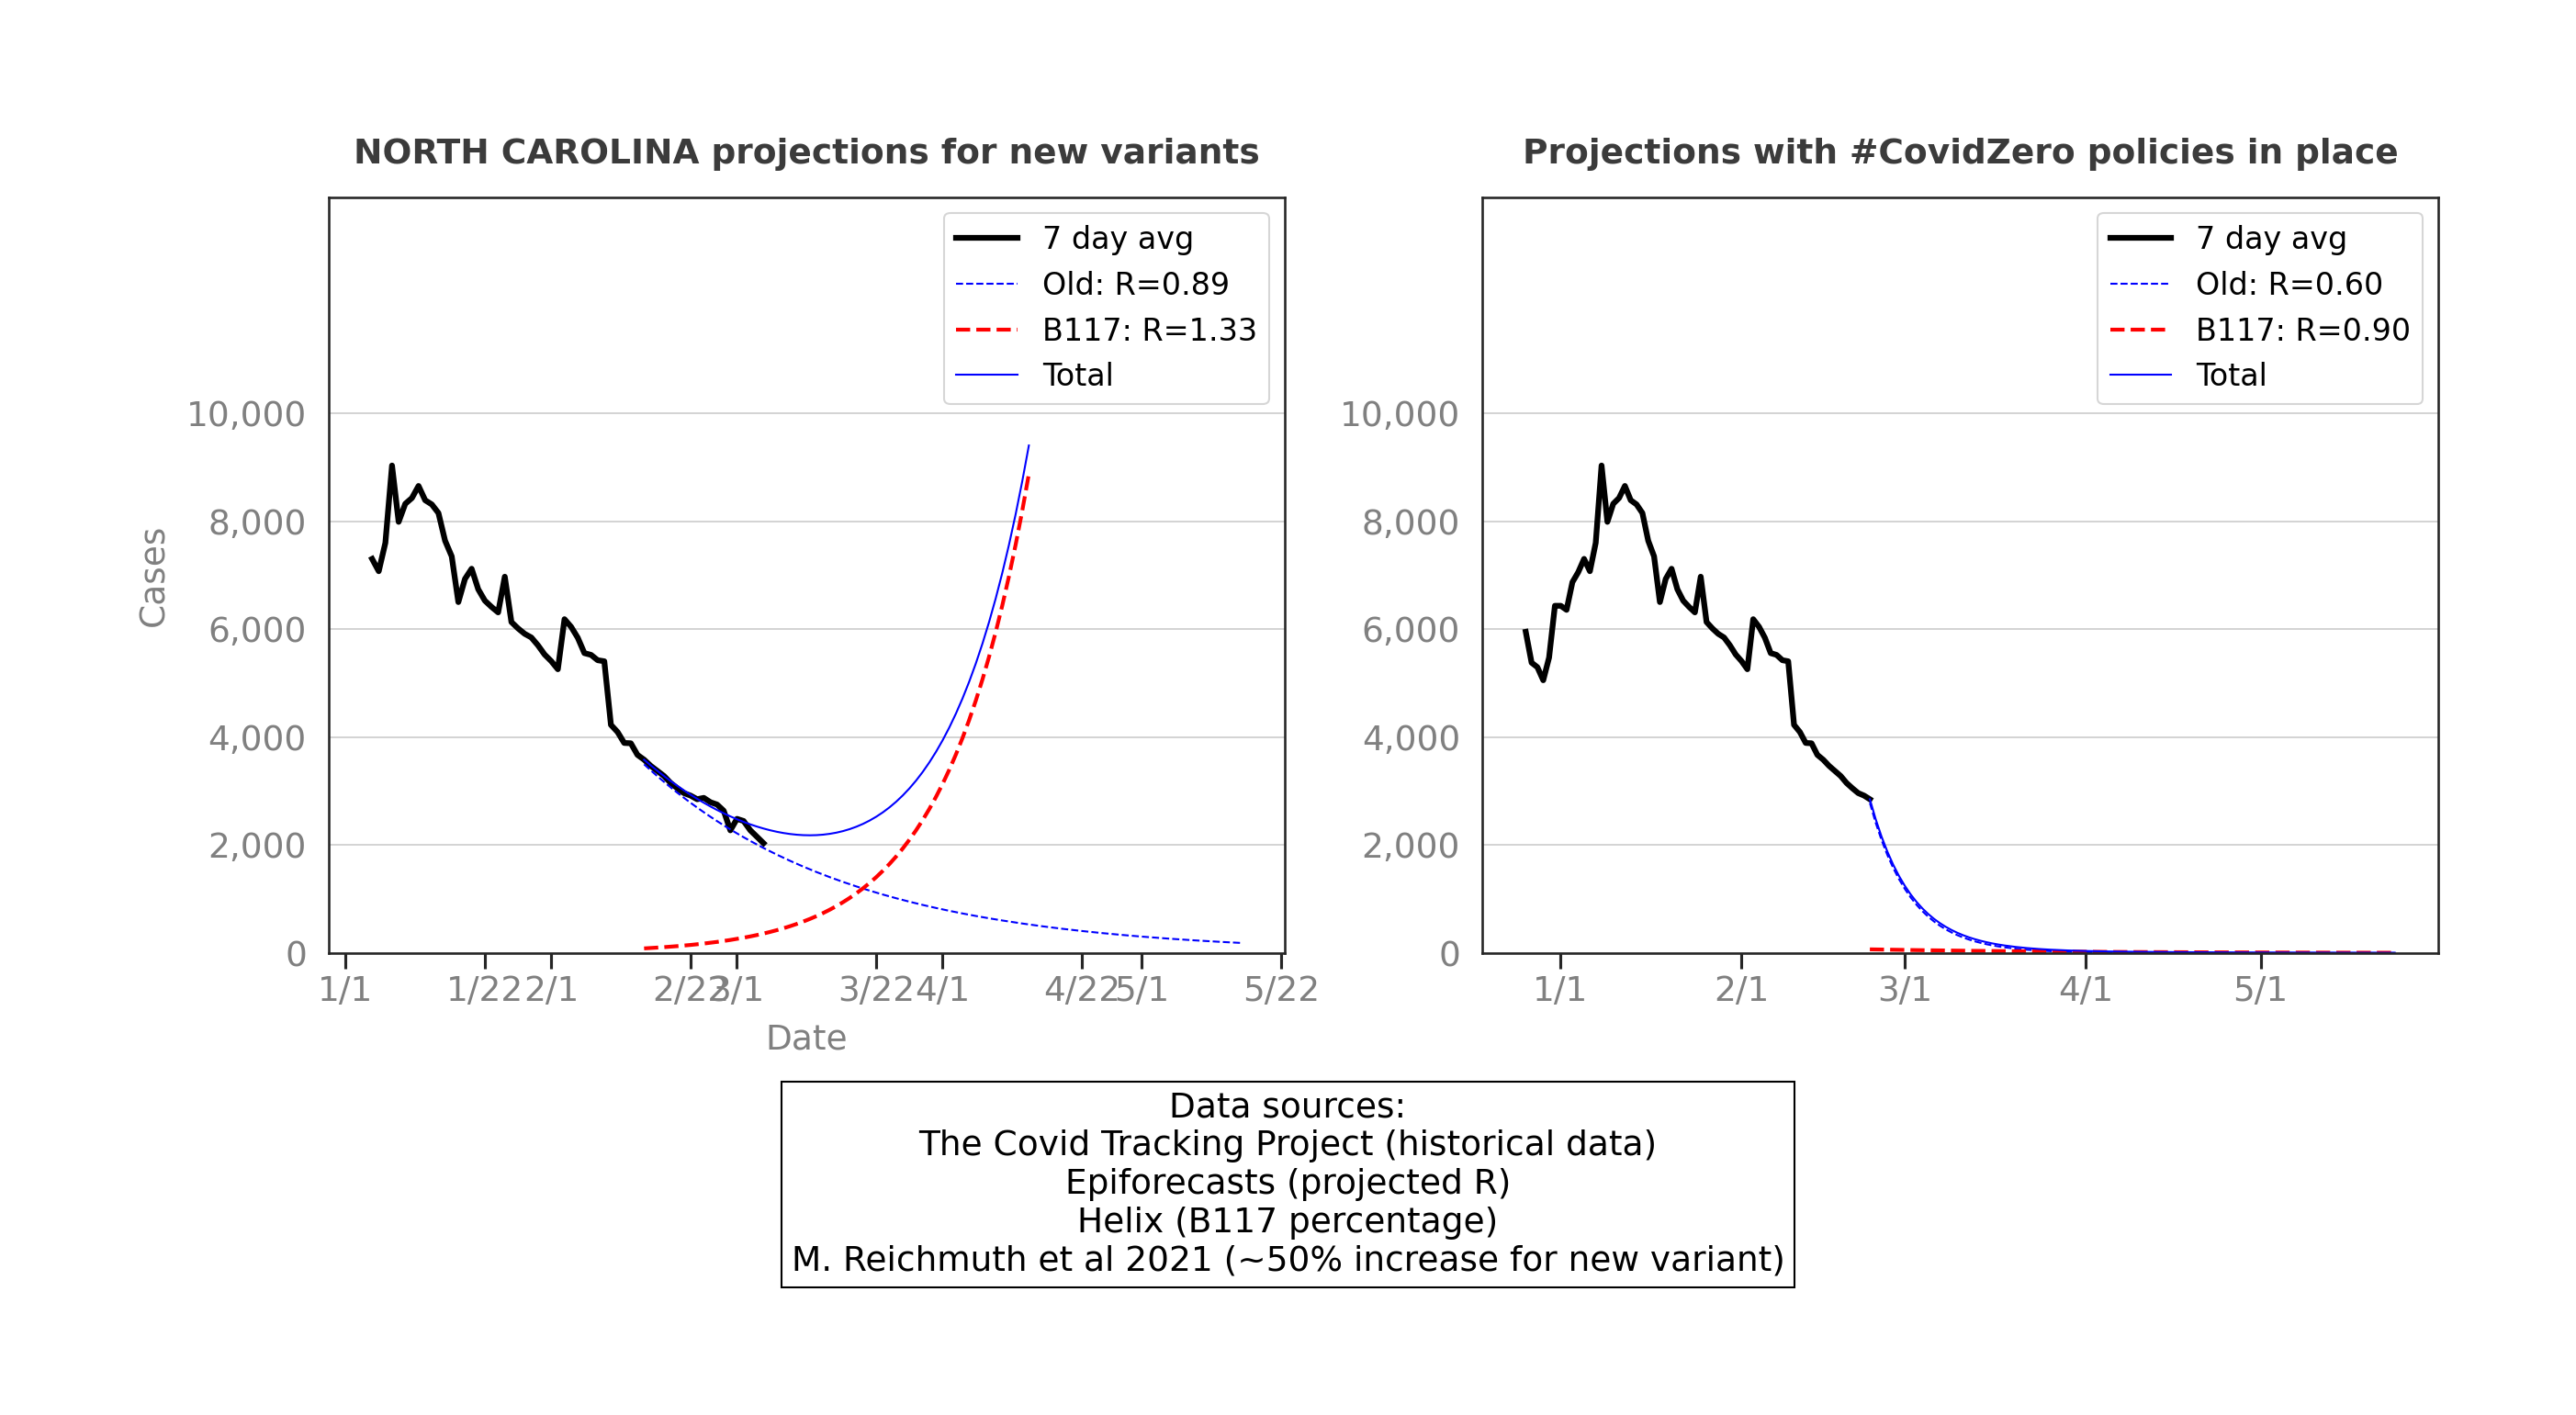 NORTH CAROLINA projections for new variants
7 day avg
Old: R=0.89
B117: R=1.33
Total
Cases
10,000
8,000
6,000
4,000
2,000
0
1/1 1/22 2/1 2/22 3/1 3/22 4/1 4/22 5/1 5/22
Date
Projections with #CovidZero policies in place
7 day avg
Old: R=0.60
B117: R=0.90
Total
10,000
8,000
6,000
4,000
2,000
0
1/1 2/1 3/1 4/1 5/1
Data sources:
The Covid Tracking Project (historical data)
Epiforecasts (projected R)
Helix (B117 percentage)
M. Reichmuth et al 2021 (~50% increase for new variant)